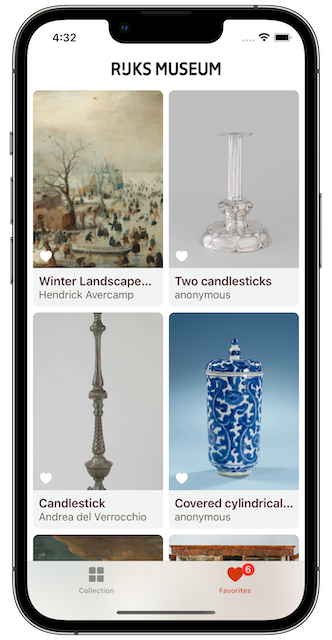 4:32
RIJKS MUSEUM
Winter Landscape...
Hendrick Avercamp
Two candlesticks
anonymous
Candlestick
Andrea del Verrocchio
Covered cylindrical...
anonymous
Collection
6
Favorites